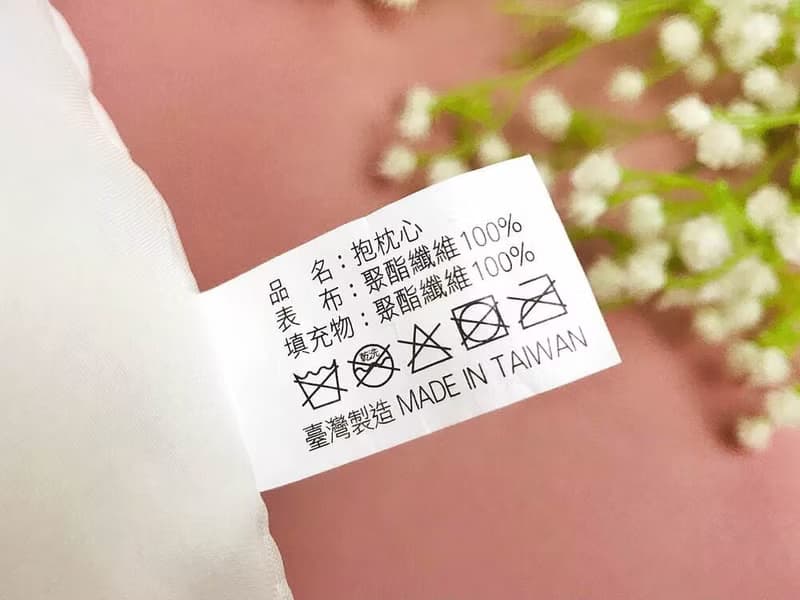 品　名：抱枕心
表　布：聚酯纖維100%
填充物：聚酯纖維100%
乾洗
臺灣製造 MADE IN TAIWAN